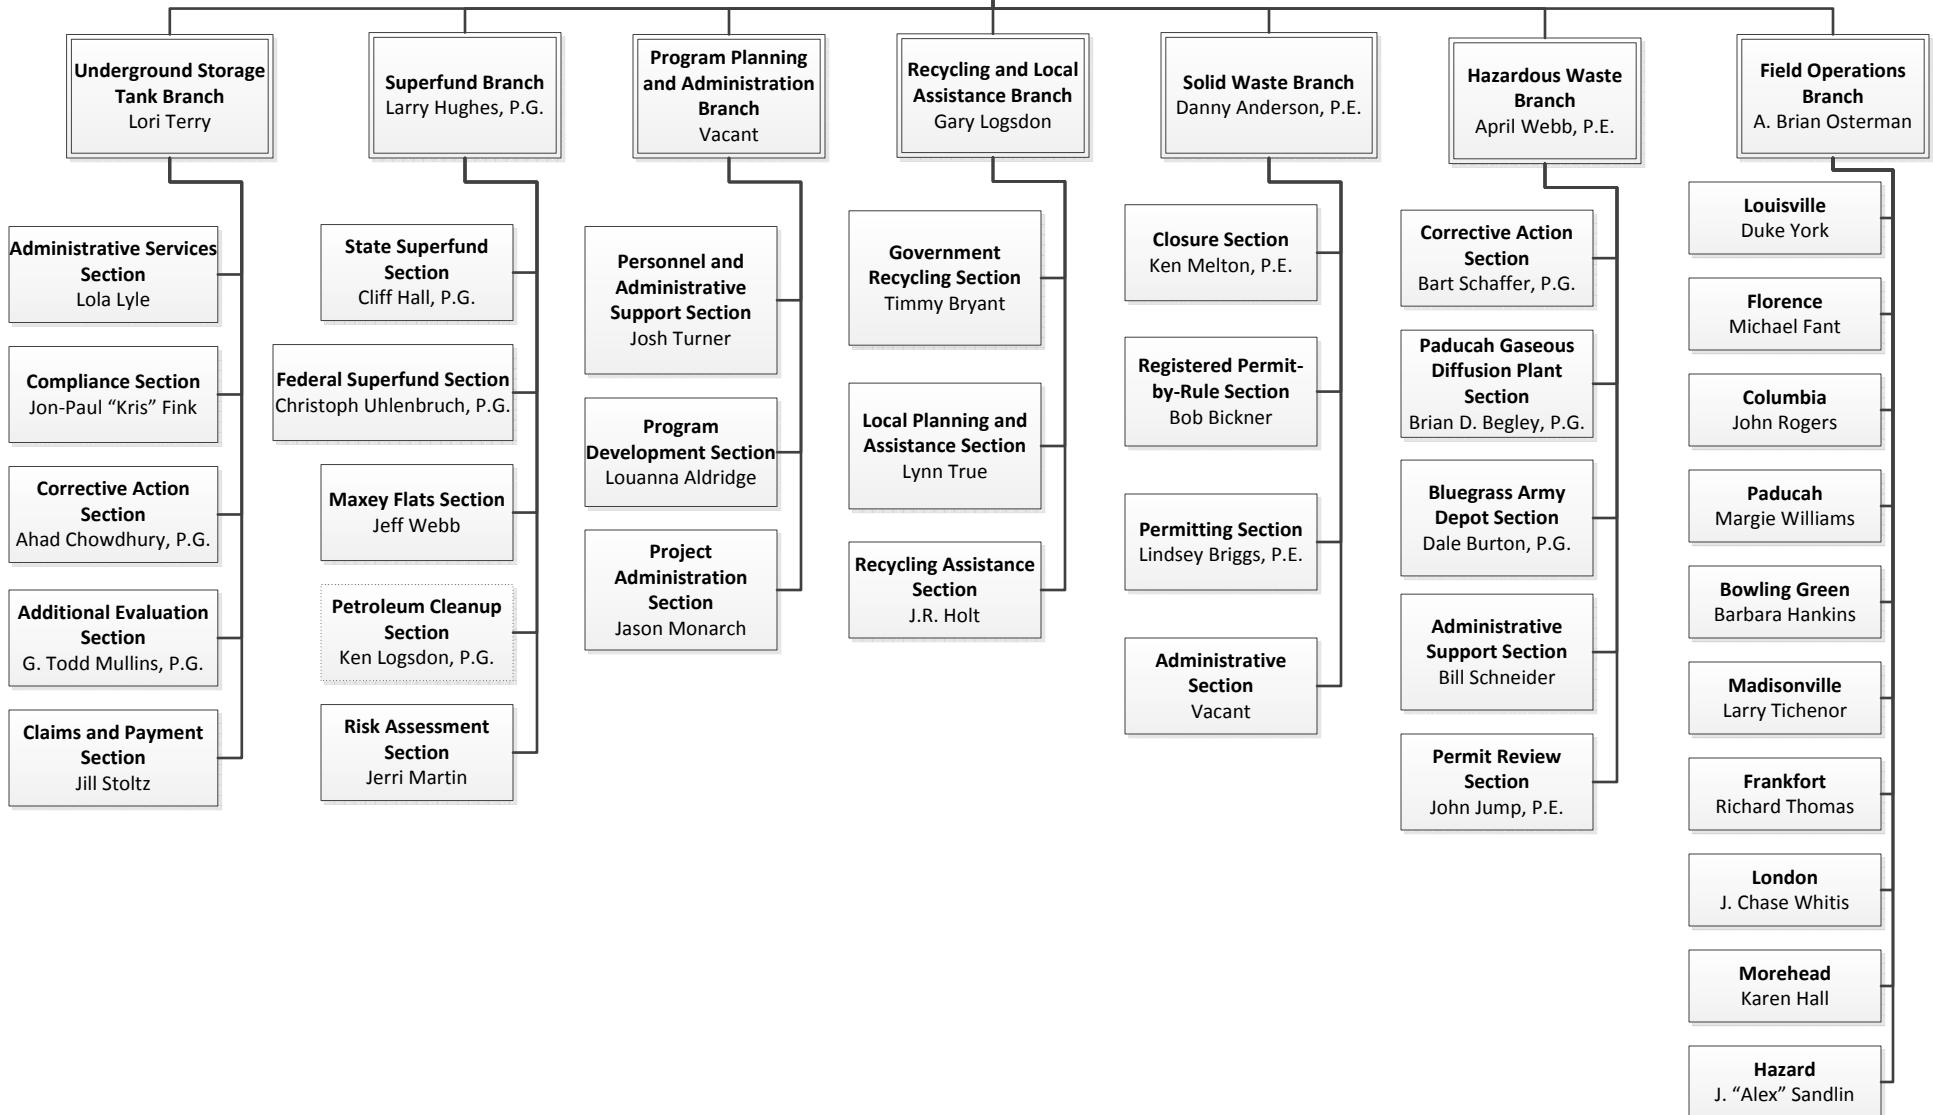 Underground Storage
Tank Branch
Lori Terry
Superfund Branch
Larry Hughes, P.G.
Program Planning
and Administration
Branch
Vacant
Recycling and Local
Assistance Branch
Gary Logsdon
Solid Waste Branch
Danny Anderson, P.E.
Hazardous Waste
Branch
April Webb, P.E.
Field Operations
Branch
A. Brian Osterman
Administrative Services
Section
Lola Lyle
Compliance Section
Jon-Paul “Kris” Fink
Corrective Action
Section
Ahad Chowdhury, P.G.
Additional Evaluation
Section
G. Todd Mullins, P.G.
Claims and Payment
Section
Jill Stoltz
State Superfund
Section
Cliff Hall, P.G.
Federal Superfund Section
Christoph Uhlenbruch, P.G.
Maxey Flats Section
Jeff Webb
Petroleum Cleanup
Section
Ken Logsdon, P.G.
Risk Assessment
Section
Jerri Martin
Personnel and
Administrative
Support Section
Josh Turner
Program
Development Section
Louanna Aldridge
Project
Administration
Section
Jason Monarch
Government
Recycling Section
Timmy Bryant
Local Planning and
Assistance Section
Lynn True
Recycling Assistance
Section
J.R. Holt
Closure Section
Ken Melton, P.E.
Registered Permit-
by-Rule Section
Bob Bickner
Permitting Section
Lindsey Briggs, P.E.
Administrative
Section
Vacant
Corrective Action
Section
Bart Schaffer, P.G.
Paducah Gaseous
Diffusion Plant
Section
Brian D. Begley, P.G.
Bluegrass Army
Depot Section
Dale Burton, P.G.
Administrative
Support Section
Bill Schneider
Permit Review
Section
John Jump, P.E.
Louisville
Duke York
Florence
Michael Fant
Columbia
John Rogers
Paducah
Margie Williams
Bowling Green
Barbara Hankins
Madisonville
Larry Tichenor
Frankfort
Richard Thomas
London
J. Chase Whitis
Morehead
Karen Hall
Hazard
J. “Alex” Sandlin